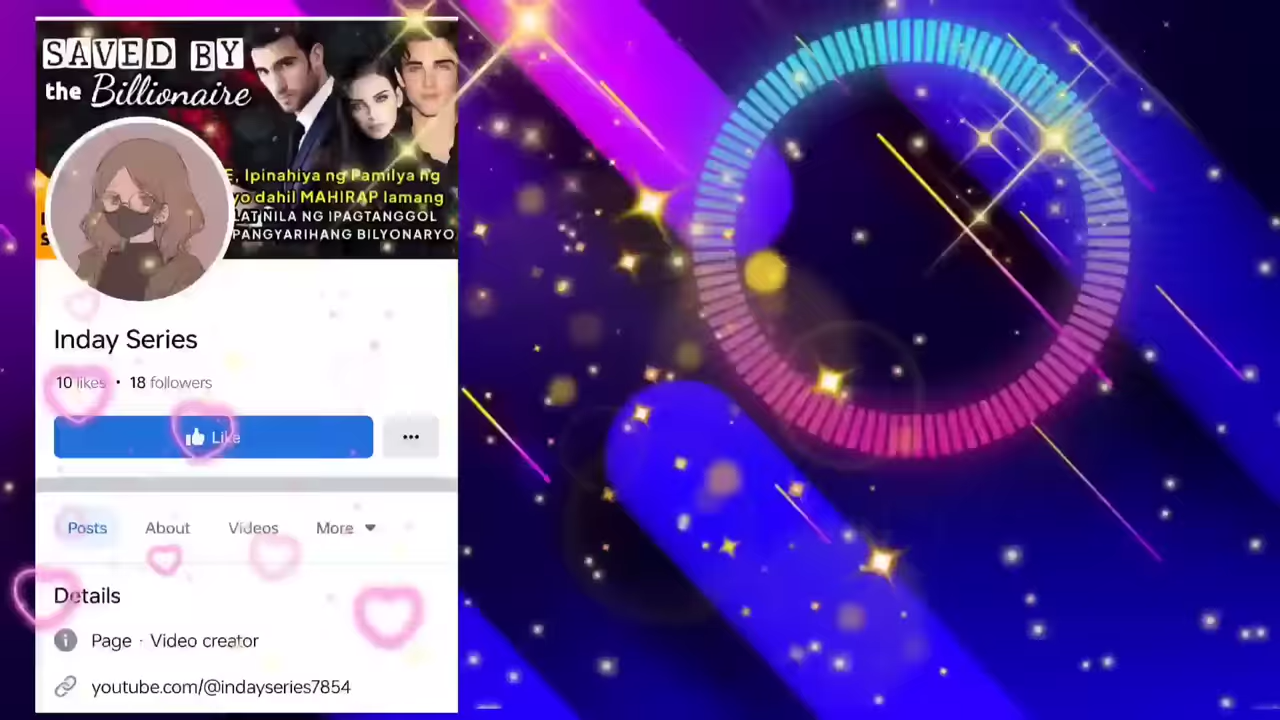 SAVED BY
the Billionaire
E, Ipinahiya ng Pamilya ng
yo dahil MAHIRAP lamang
NILA NG IPAGTANGGOL
PANGYARIHANG BILYONARYO
Inday Series
10 likes • 18 followers
Like
Posts About Videos More
Details
Page · Video creator
youtube.com/@indayseries7854